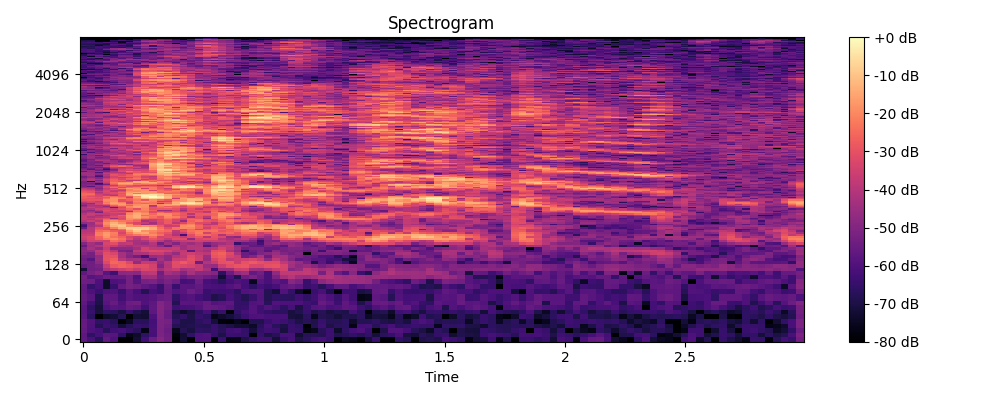 Spectrogram
4096
2048
1024
512
256
128
64
0
Hz
0
0.5
1
1.5
2
2.5
Time
+0 dB
-10 dB
-20 dB
-30 dB
-40 dB
-50 dB
-60 dB
-70 dB
-80 dB